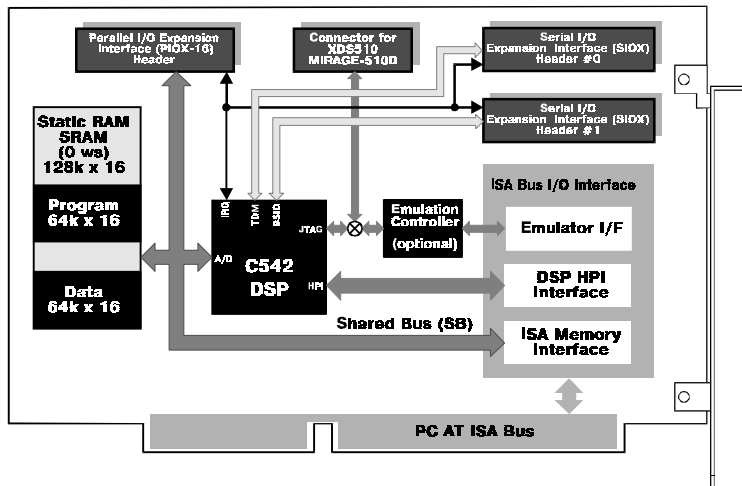 Parallel I/O Expansion
Interface (PIOX-16)
Header
Connector for
XDS510
MIRAGE-510D
Serial I/O
Expansion Interface (SIOX)
Header #0
Serial I/O
Expansion Interface (SIOX)
Header #1
Static RAM
SRAM
(0 ws)
128k x 16
Program
64k x 16
Data
64k x 16
IRQ
TDM
BSIO
JTAG
A/D
C542
DSP
HPI
Emulation
Controller
(optional)
ISA Bus I/O Interface
Emulator I/F
DSP HPI
Interface
ISA Memory
Interface
Shared Bus (SB)
PC AT ISA Bus